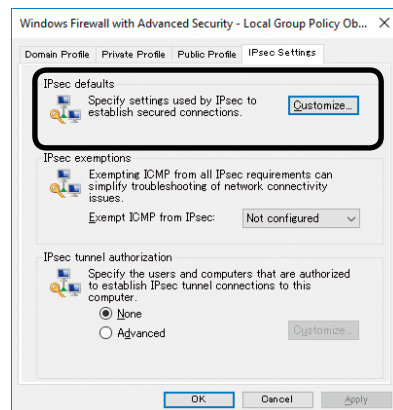 Windows Firewall with Advanced Security - Local Group Policy Ob...
Domain Profile Private Profile Public Profile IPsec Settings
IPsec defaults
Specify settings used by IPsec to
establish secured connections.
Customize...
IPsec exemptions
Exempting ICMP from all IPsec requirements can
simplify troubleshooting of network connectivity
issues.
Exempt ICMP from IPsec: Not configured
IPsec tunnel authorization
Specify the users and computers that are authorized
to establish IPsec tunnel connections to this
computer.
None
Advanced
Customize...
OK Cancel Apply